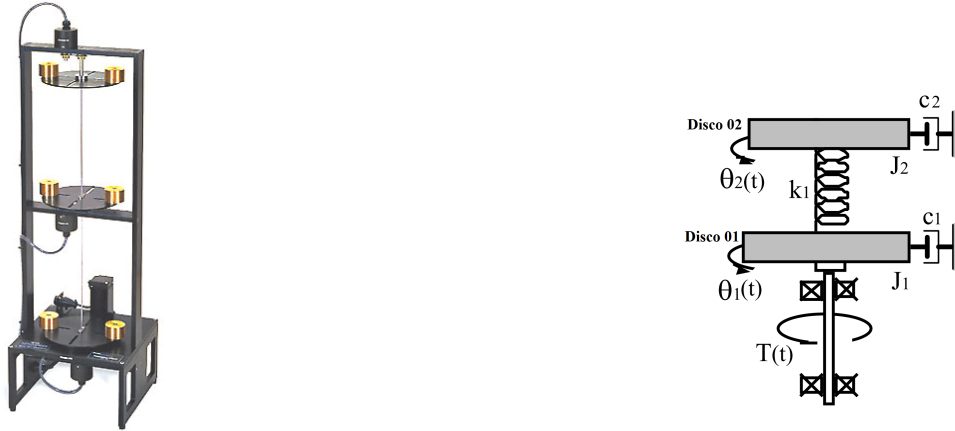 c2
Disco 02
J2
θ2(t)
k1
c1
Disco 01
J1
θ1(t)
T(t)